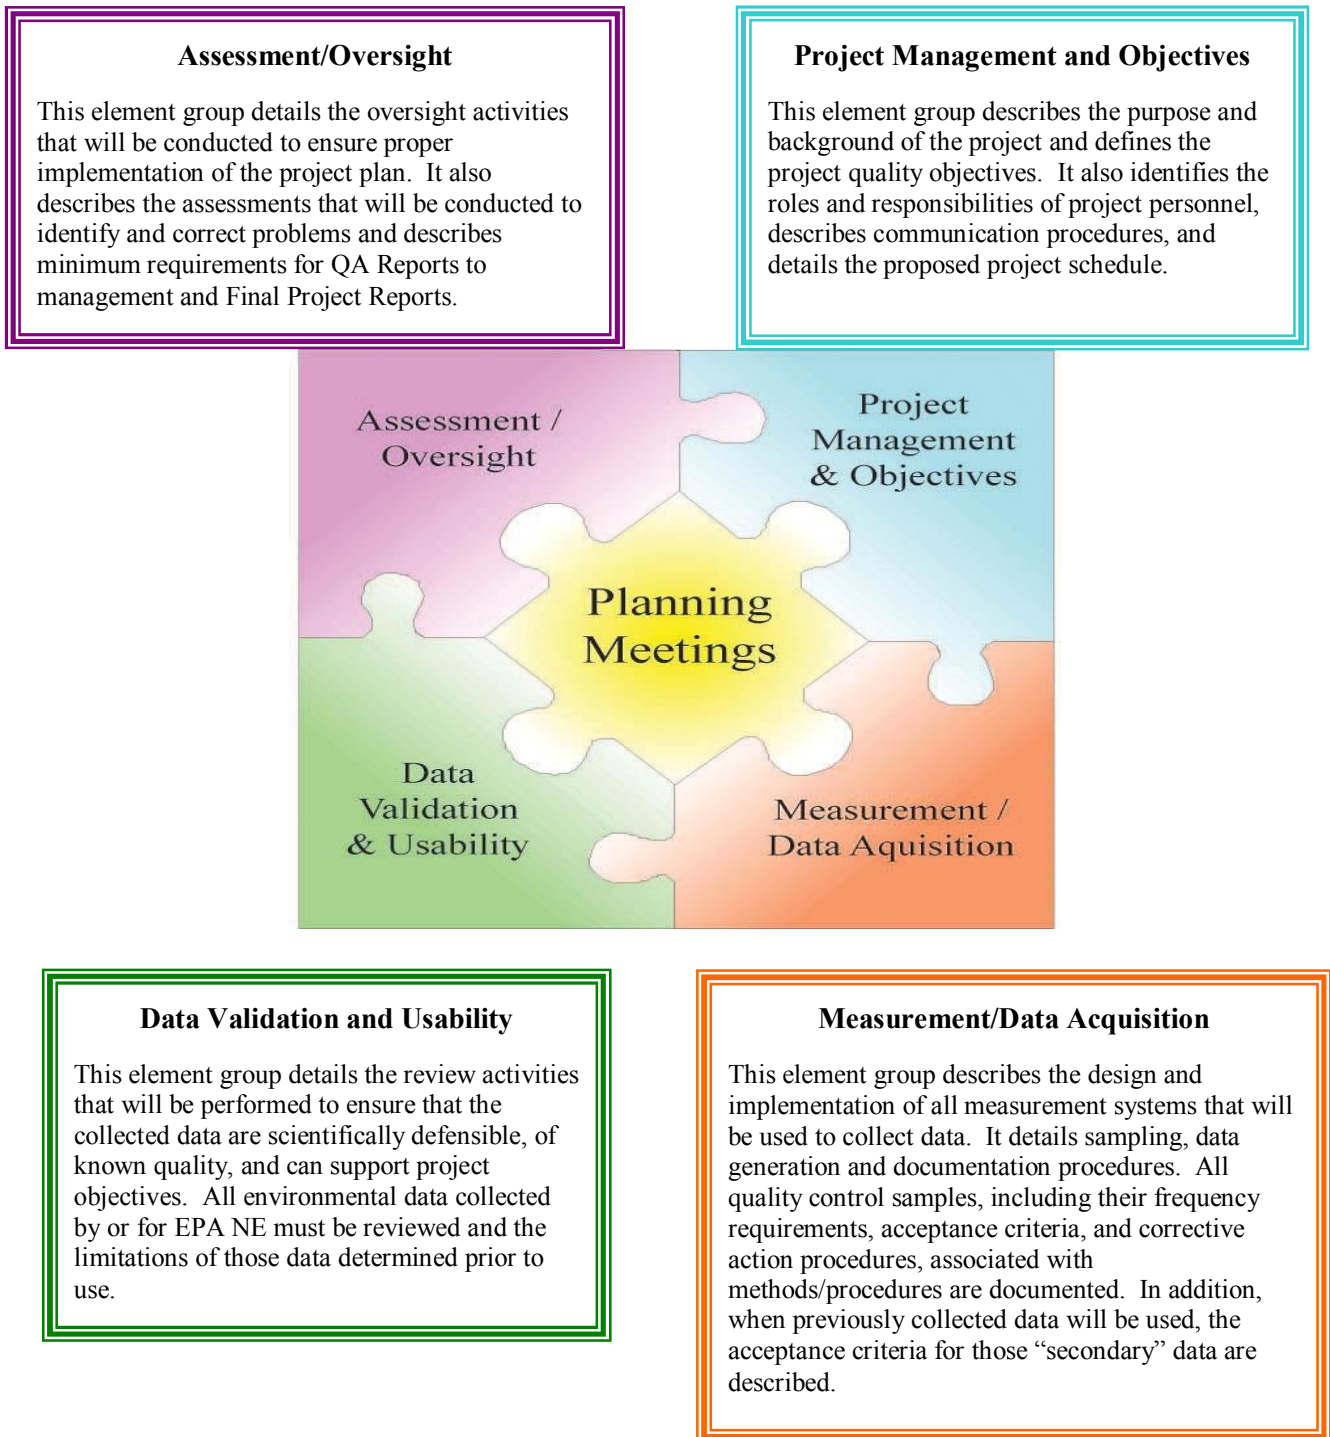 Assessment/Oversight
This element group details the oversight activities
that will be conducted to ensure proper
implementation of the project plan.  It also
describes the assessments that will be conducted to
identify and correct problems and describes
minimum requirements for QA Reports to
management and Final Project Reports.
Project Management and Objectives
This element group describes the purpose and
background of the project and defines the
project quality objectives.  It also identifies the
roles and responsibilities of project personnel,
describes communication procedures, and
details the proposed project schedule.
Assessment /
Oversight
Project
Management
& Objectives
Planning
Meetings
Data
Validation
& Usability
Measurement /
Data Aquisition
Data Validation and Usability
This element group details the review activities
that will be performed to ensure that the
collected data are scientifically defensible, of
known quality, and can support project
objectives.  All environmental data collected
by or for EPA NE must be reviewed and the
limitations of those data determined prior to
use.
Measurement/Data Acquisition
This element group describes the design and
implementation of all measurement systems that will
be used to collect data.  It details sampling, data
generation and documentation procedures.  All
quality control samples, including their frequency
requirements, acceptance criteria, and corrective
action procedures, associated with
methods/procedures are documented.  In addition,
when previously collected data will be used, the
acceptance criteria for those “secondary” data are
described.